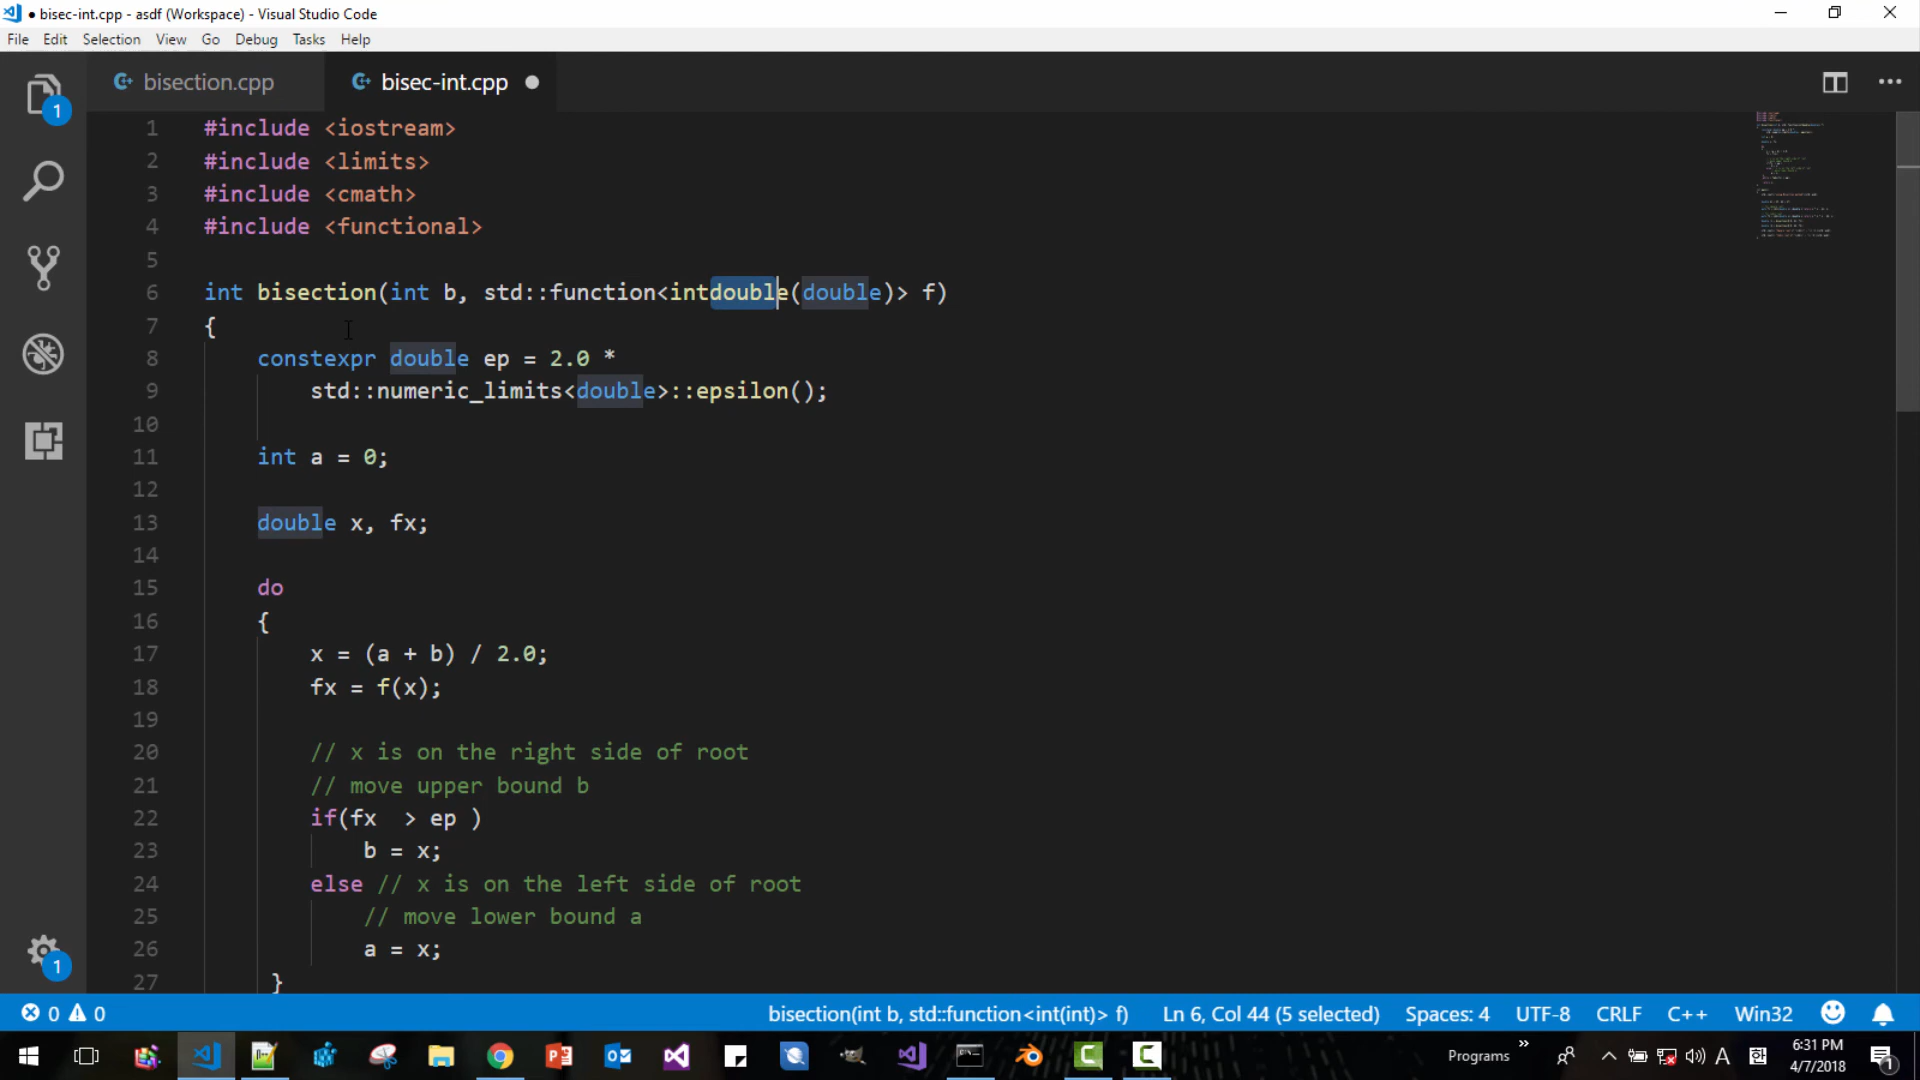 ● bisec-int.cpp - asdf (Workspace) - Visual Studio Code
File Edit Selection View Go Debug Tasks Help
bisection.cpp bisec-int.cpp ●
1 #include <iostream>
2 #include <limits>
3 #include <cmath>
4 #include <functional>
5
6 int bisection(int b, std::function<intdouble(double)> f)
7 {
8 constexpr double ep = 2.0 *
9 std::numeric_limits<double>::epsilon();
10
11 int a = 0;
12
13 double x, fx;
14
15 do
16 {
17 x = (a + b) / 2.0;
18 fx = f(x);
19
20 // x is on the right side of root
21 // move upper bound b
22 if(fx  > ep )
23 b = x;
24 else // x is on the left side of root
25 // move lower bound a
26 a = x;
27 }
1
1
0 0 bisection(int b, std::function<int(int)> f) Ln 6, Col 44 (5 selected) Spaces: 4 UTF-8 CRLF C++ Win32
Programs » A 한 6:31 PM
4/7/2018 1